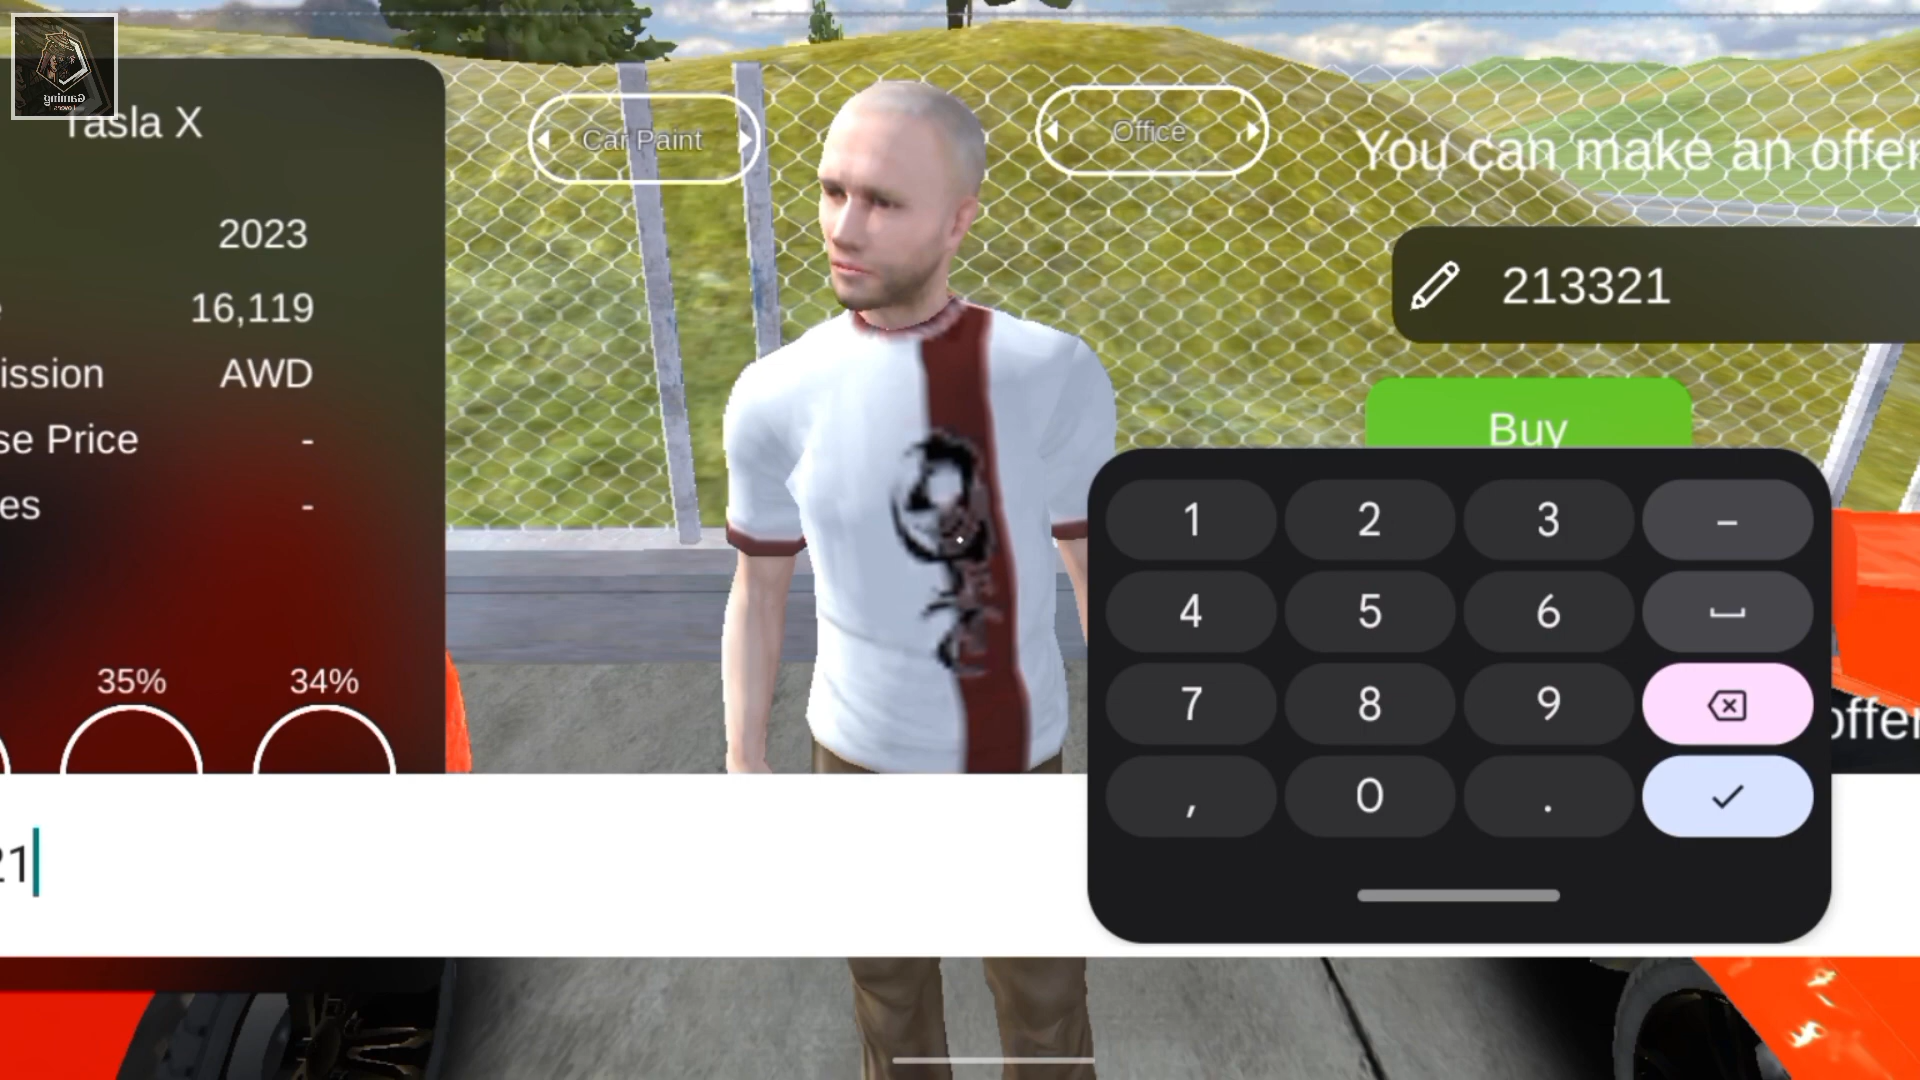 Gaming
Tasla X
Car Paint
Office
You can make an offer
2023
16,119
ission
AWD
se Price
-
es
-
213321
Buy
35%
34%
1
2
3
–
4
5
6
7
8
9
,
0
.
offer
21